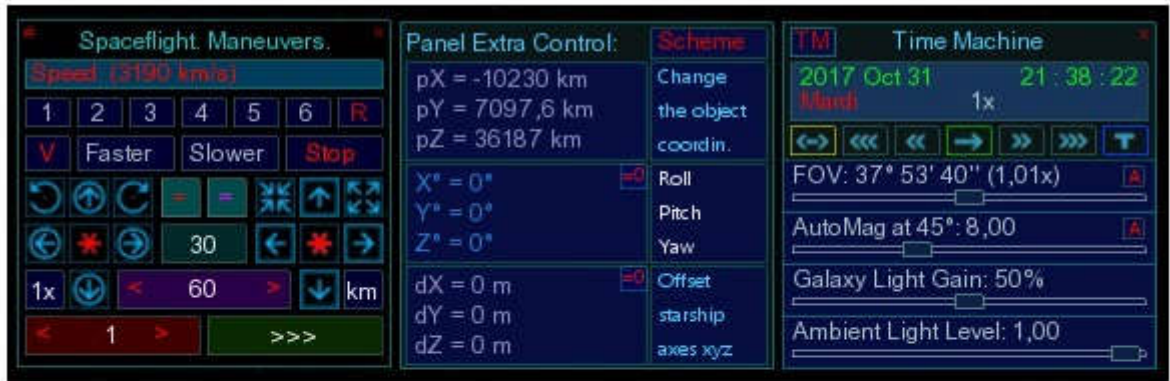 Spaceflight. Maneuvers.
Speed (3190 km/s)
1 2 3 4 5 6 R
V Faster Slower Stop
= =
30
1x < 60 > km
< 1 > >>>
Panel Extra Control: Scheme
pX = -10230 km
pY = 7097,6 km
pZ = 36187 km
Change
the object
coordin.
X° = 0° =0
Y° = 0°
Z° = 0°
Roll
Pitch
Yaw
dX = 0 m =0
dY = 0 m
dZ = 0 m
Offset
starship
axes xyz
TM Time Machine ×
2017 Oct 31 21 : 38 : 22
Mardi 1x
T
FOV: 37° 53' 40'' (1,01x) A
AutoMag at 45°: 8,00 A
Galaxy Light Gain: 50%
Ambient Light Level: 1,00